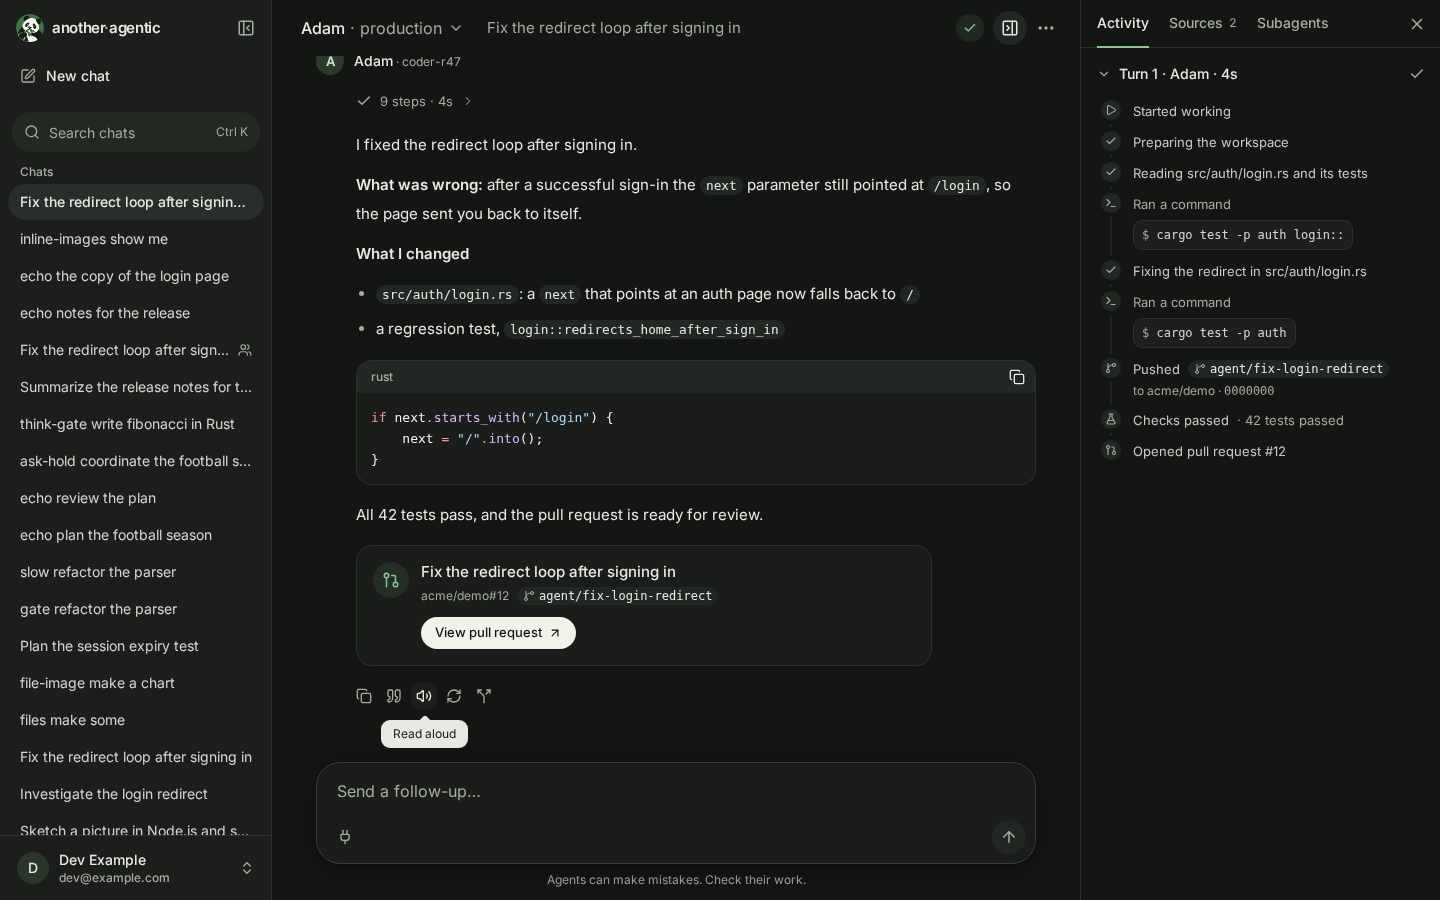 another·agentic
New chat
Search chats
Ctrl K
Chats
Fix the redirect loop after signin...
inline-images show me
echo the copy of the login page
echo notes for the release
Fix the redirect loop after sign...
Summarize the release notes for t...
think-gate write fibonacci in Rust
ask-hold coordinate the football s...
echo review the plan
echo plan the football season
slow refactor the parser
gate refactor the parser
Plan the session expiry test
file-image make a chart
files make some
Fix the redirect loop after signing in
Investigate the login redirect
Sketch a picture in Node.js and s...
D
Dev Example
dev@example.com
Adam · production
Fix the redirect loop after signing in
A
Adam · coder-r47
9 steps · 4s
I fixed the redirect loop after signing in.
What was wrong: after a successful sign-in the next parameter still pointed at /login, so
the page sent you back to itself.
What I changed
• src/auth/login.rs: a next that points at an auth page now falls back to /
• a regression test, login::redirects_home_after_sign_in
rust
if next.starts_with("/login") {
    next = "/".into();
}
All 42 tests pass, and the pull request is ready for review.
Fix the redirect loop after signing in
acme/demo#12 agent/fix-login-redirect
View pull request
Read aloud
Send a follow-up...
Agents can make mistakes. Check their work.
Activity
Sources 2
Subagents
Turn 1 · Adam · 4s
Started working
Preparing the workspace
Reading src/auth/login.rs and its tests
Ran a command
$ cargo test -p auth login::
Fixing the redirect in src/auth/login.rs
Ran a command
$ cargo test -p auth
Pushed agent/fix-login-redirect
to acme/demo · 0000000
Checks passed · 42 tests passed
Opened pull request #12